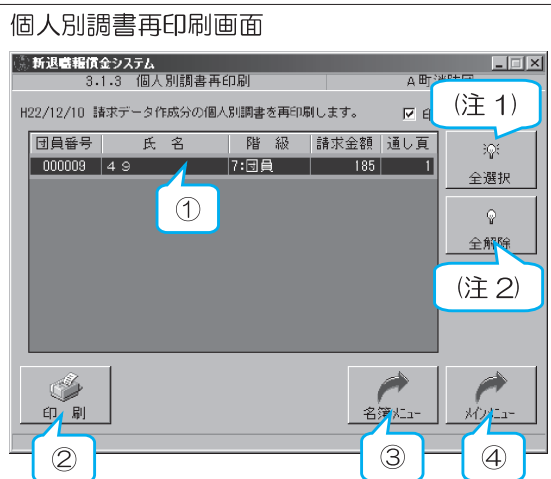 個人別調書再印刷画面
新退職報償金システム
3.1.3 個人別調書再印刷 A町
H22/12/10 請求データ作成分の個人別調書を再印刷します。
(注1)
団員番号 氏 名 階 級 請求金額 通し頁
000009 49 7:団員 185 1
①
全選択
全解除
(注2)
印 刷
名簿メニュー
メインメニュー
②
③
④